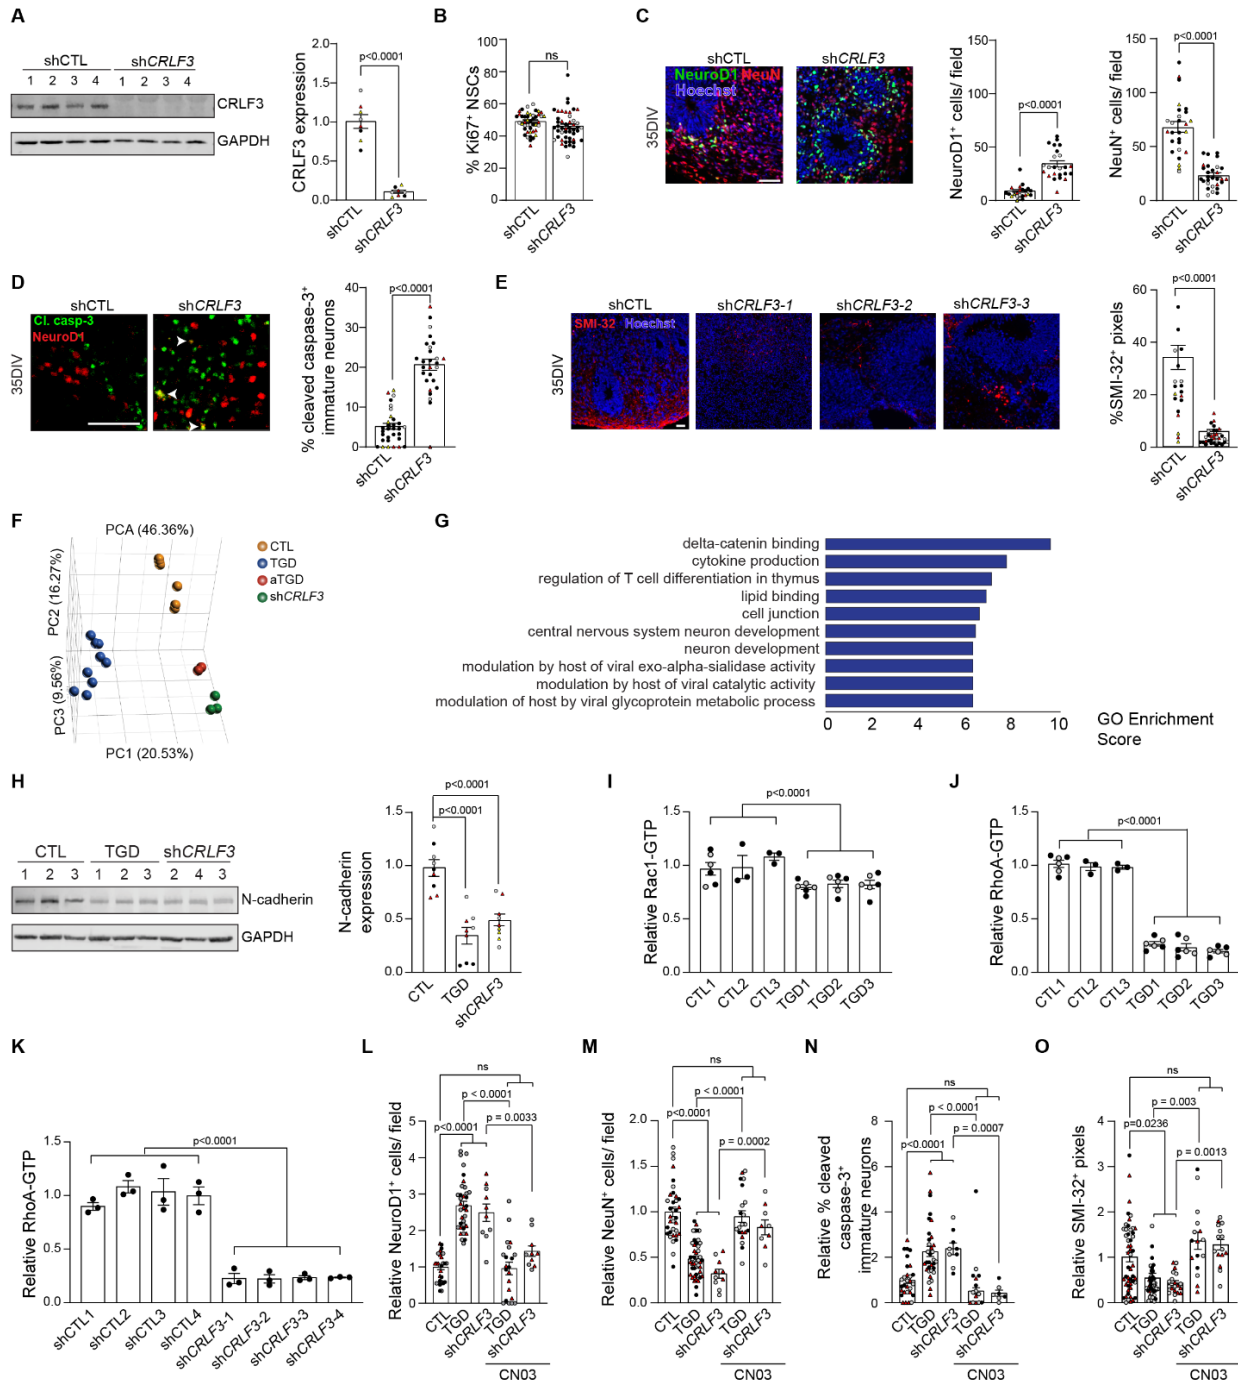 A
shCTL shCRLF3
1 2 3 4 1 2 3 4
CRLF3
GAPDH
CRLF3 expression
2.0
1.5
1.0
0.5
0.0
p<0.0001
shCTL
shCRLF3
B
% Ki67+ NSCs
100
80
60
40
20
0
ns
shCTL
shCRLF3
C
shCTL shCRLF3
NeuroD1 NeuN
Hoechst
35DIV
NeuroD1+ cells/ field
150
100
50
0
p<0.0001
shCTL
shCRLF3
NeuN+ cells/ field
150
100
50
0
p<0.0001
shCTL
shCRLF3
D
shCTL shCRLF3
Cl. casp-3
NeuroD1
35DIV
% cleaved caspase-3+
immature neurons
40
30
20
10
0
p<0.0001
shCTL
shCRLF3
E
shCTL shCRLF3-1 shCRLF3-2 shCRLF3-3
SMI-32 Hoechst
35DIV
%SMI-32+ pixels
60
40
20
0
p<0.0001
shCTL
shCRLF3
F
PCA (46.36%)
PC2 (16.27%)
PC3 (9.56%)
PC1 (20.53%)
CTL
TGD
aTGD
shCRLF3
G
delta-catenin binding
cytokine production
regulation of T cell differentiation in thymus
lipid binding
cell junction
central nervous system neuron development
neuron development
modulation by host of viral exo-alpha-sialidase activity
modulation by host of viral catalytic activity
modulation of host by viral glycoprotein metabolic process
0 2 4 6 8 10
GO Enrichment
Score
H
CTL TGD shCRLF3
1 2 3 1 2 3 2 4 3
N-cadherin
GAPDH
N-cadherin
expression
1.5
1.0
0.5
0.0
p<0.0001
p<0.0001
CTL
TGD
shCRLF3
I
Relative Rac1-GTP
1.5
1.0
0.5
0.0
p<0.0001
CTL1
CTL2
CTL3
TGD1
TGD2
TGD3
J
Relative RhoA-GTP
1.5
1.0
0.5
0.0
p<0.0001
CTL1
CTL2
CTL3
TGD1
TGD2
TGD3
K
Relative RhoA-GTP
1.5
1.0
0.5
0.0
p<0.0001
shCTL1
shCTL2
shCTL3
shCTL4
shCRLF3-1
shCRLF3-2
shCRLF3-3
shCRLF3-4
L
Relative NeuroD1+ cells/ field
5
4
3
2
1
0
ns
p < 0.0001
p<0.0001
p = 0.0033
CTL
TGD
shCRLF3
TGD
shCRLF3
CN03
M
Relative NeuN+ cells/ field
2.0
1.5
1.0
0.5
0.0
ns
p < 0.0001
p<0.0001
p = 0.0002
CTL
TGD
shCRLF3
TGD
shCRLF3
CN03
N
Relative % cleaved
caspase-3+
immature neurons
8
6
4
2
0
ns
p <0.0001
p<0.0001
p = 0.0007
CTL
TGD
shCRLF3
TGD
shCRLF3
CN03
O
Relative SMI-32+ pixels
4
3
2
1
0
ns
p = 0.003
p=0.0236
p = 0.0013
CTL
TGD
shCRLF3
TGD
shCRLF3
CN03